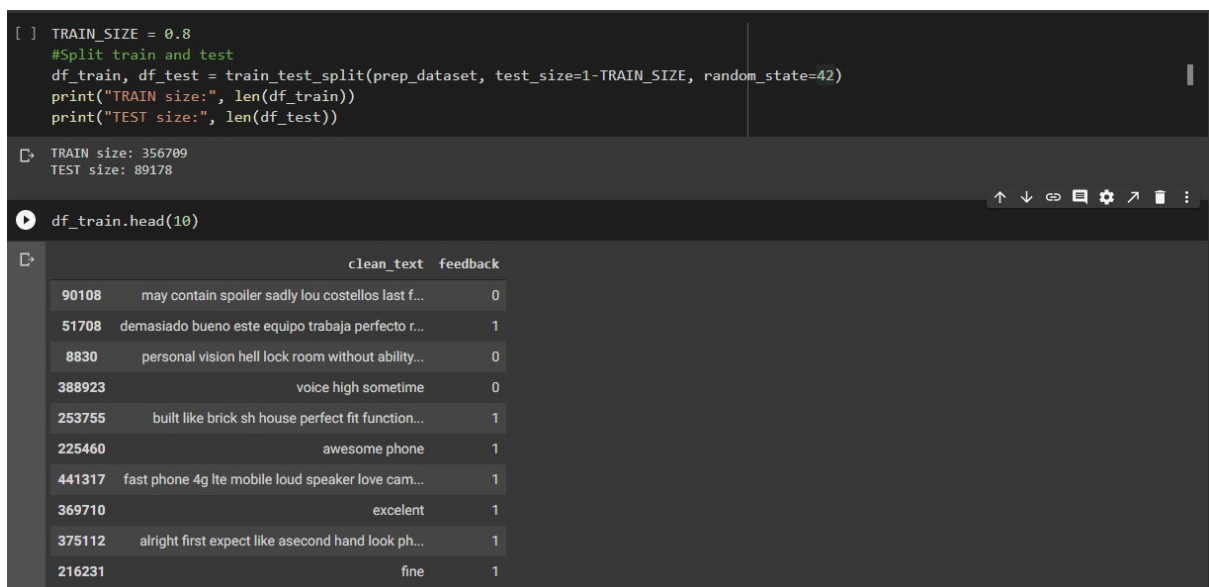 [ ] TRAIN_SIZE = 0.8
#Split train and test
df_train, df_test = train_test_split(prep_dataset, test_size=1-TRAIN_SIZE, random_state=42)
print("TRAIN size:", len(df_train))
print("TEST size:", len(df_test))
TRAIN size: 356709
TEST size: 89178
df_train.head(10)
clean_text feedback
90108 may contain spoiler sadly lou costellos last f... 0
51708 demasiado bueno este equipo trabaja perfecto r... 1
8830 personal vision hell lock room without ability... 0
388923 voice high sometime 0
253755 built like brick sh house perfect fit function... 1
225460 awesome phone 1
441317 fast phone 4g lte mobile loud speaker love cam... 1
369710 excelent 1
375112 alright first expect like asecond hand look ph... 1
216231 fine 1